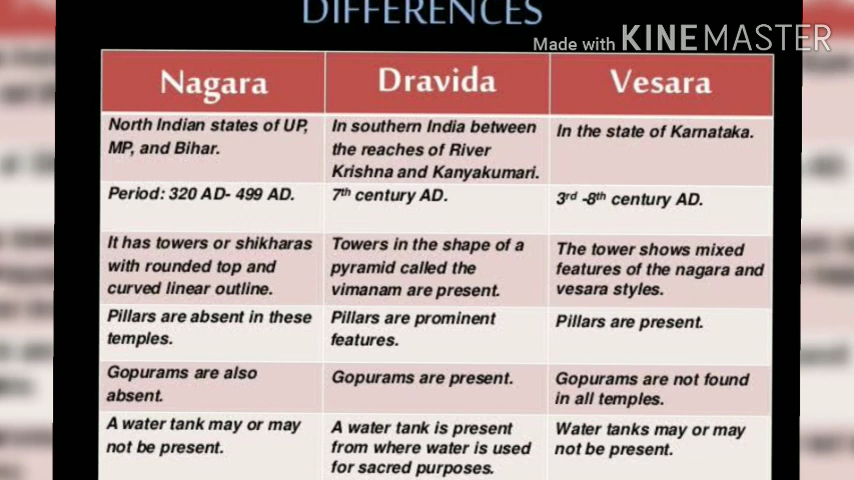 DIFFERENCES
Made with KINEMASTER
Nagara
Dravida
Vesara
North Indian states of UP,
MP, and Bihar.
In southern India between
the reaches of River
Krishna and Kanyakumari.
In the state of Karnataka.
Period: 320 AD- 499 AD.
7th century AD.
3rd -8th century AD.
It has towers or shikharas
with rounded top and
curved linear outline.
Towers in the shape of a
pyramid called the
vimanam are present.
The tower shows mixed
features of the nagara and
vesara styles.
Pillars are absent in these
temples.
Pillars are prominent
features.
Pillars are present.
Gopurams are also
absent.
Gopurams are present.
Gopurams are not found
in all temples.
A water tank may or may
not be present.
A water tank is present
from where water is used
for sacred purposes.
Water tanks may or may
not be present.